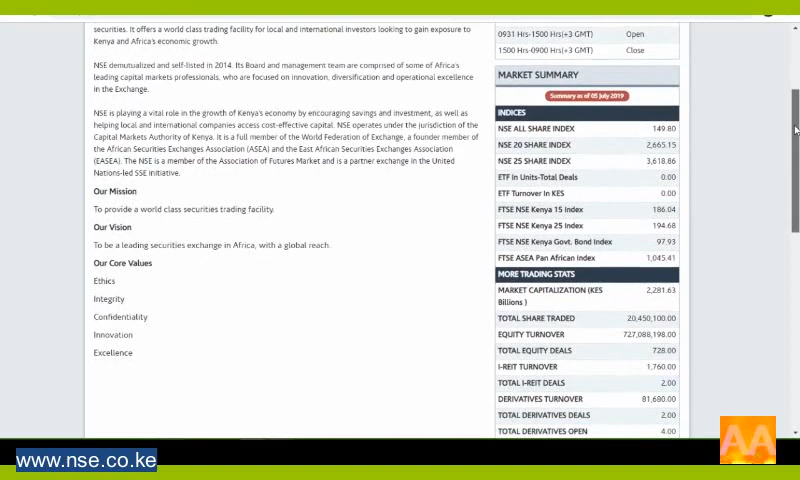 securities. It offers a world class trading facility for local and international investors looking to gain exposure to
Kenya and Africa's economic growth.
NSE demutualized and self-listed in 2014. Its Board and management team are comprised of some of Africa's
leading capital markets professionals, who are focused on innovation, diversification and operational excellence
in the Exchange.
NSE is playing a vital role in the growth of Kenya's economy by encouraging savings and investment, as well as
helping local and international companies access cost-effective capital. NSE operates under the jurisdiction of the
Capital Markets Authority of Kenya. It is a full member of the World Federation of Exchange, a founder member of
the African Securities Exchanges Association (ASEA) and the East African Securities Exchanges Association
(EASEA). The NSE is a member of the Association of Futures Market and is a partner exchange in the United
Nations-led SSE initiative.
Our Mission
To provide a world class securities trading facility.
Our Vision
To be a leading securities exchange in Africa, with a global reach.
Our Core Values
Ethics
Integrity
Confidentiality
Innovation
Excellence
0931 Hrs-1500 Hrs(+3 GMT) Open
1500 Hrs-0900 Hrs(+3 GMT) Close
MARKET SUMMARY
Summary as of 05 July 2019
INDICES
NSE ALL SHARE INDEX 149.80
NSE 20 SHARE INDEX 2,665.15
NSE 25 SHARE INDEX 3,618.86
ETF In Units-Total Deals 0.00
ETF Turnover In KES 0.00
FTSE NSE Kenya 15 Index 186.04
FTSE NSE Kenya 25 Index 194.68
FTSE NSE Kenya Govt. Bond Index 97.93
FTSE ASEA Pan African Index 1,045.41
MORE TRADING STATS
MARKET CAPITALIZATION (KES 2,281.63
Billions )
TOTAL SHARE TRADED 20,450,100.00
EQUITY TURNOVER 727,088,198.00
TOTAL EQUITY DEALS 728.00
I-REIT TURNOVER 1,760.00
TOTAL I-REIT DEALS 2.00
DERIVATIVES TURNOVER 81,680.00
TOTAL DERIVATIVES DEALS 2.00
TOTAL DERIVATIVES OPEN 4.00
AA
www.nse.co.ke